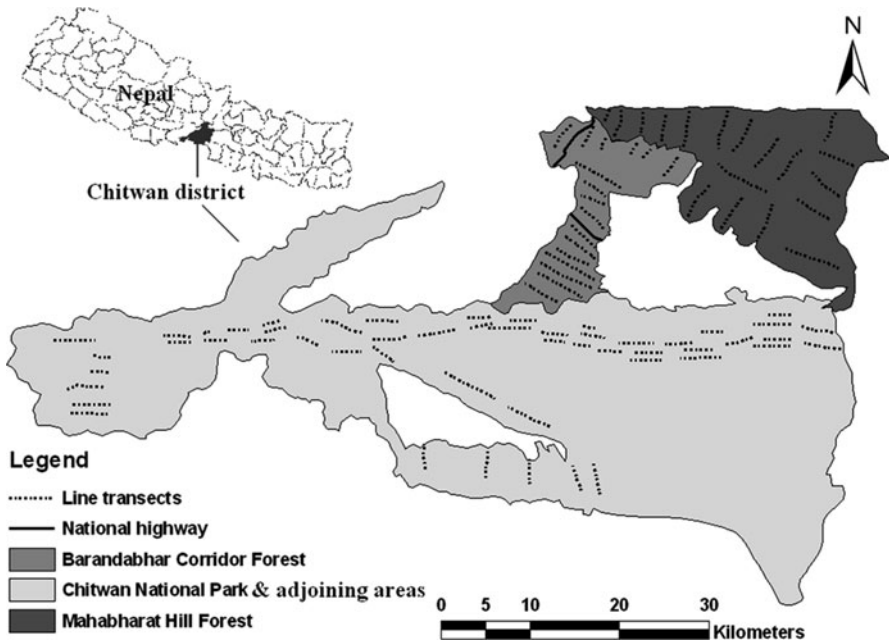 Nepal
N
Chitwan district
Legend
Line transects
National highway
Barandabhar Corridor Forest
Chitwan National Park & adjoining areas
Mahabharat Hill Forest
0 5 10 20 30
Kilometers